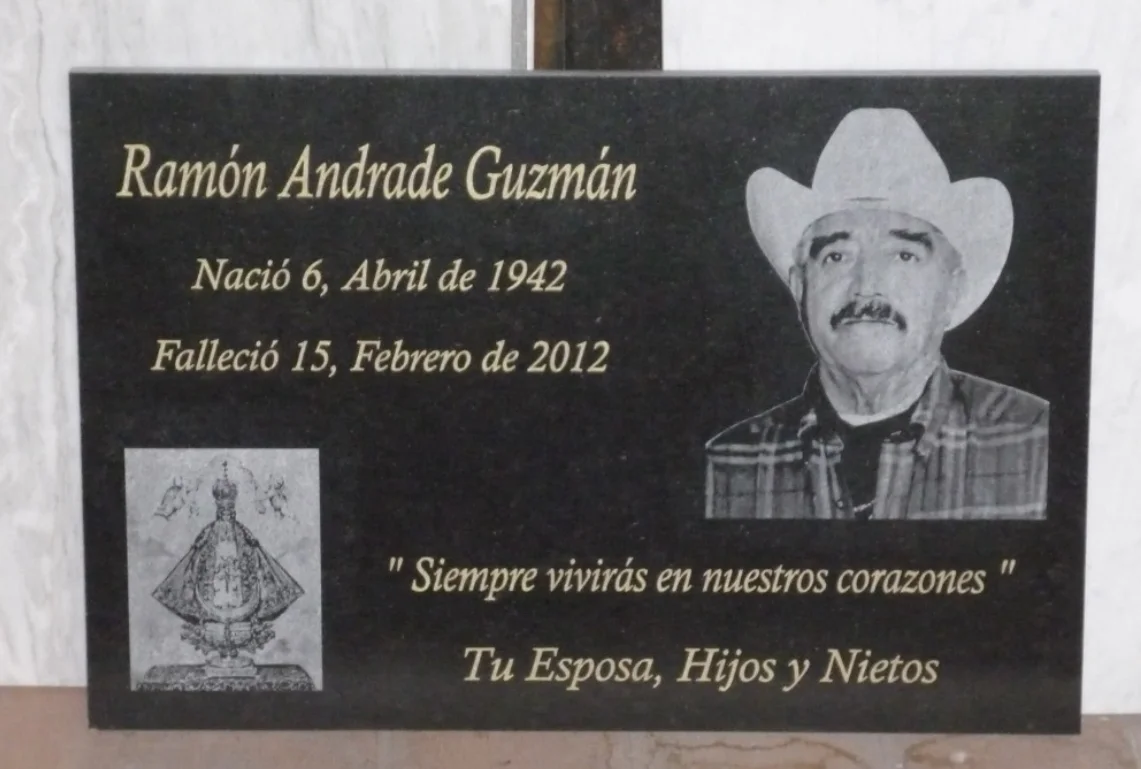 Ramón Andrade Guzmán
Nació 6, Abril de 1942
Falleció 15, Febrero de 2012
" Siempre vivirás en nuestros corazones "
Tu Esposa, Hijos y Nietos